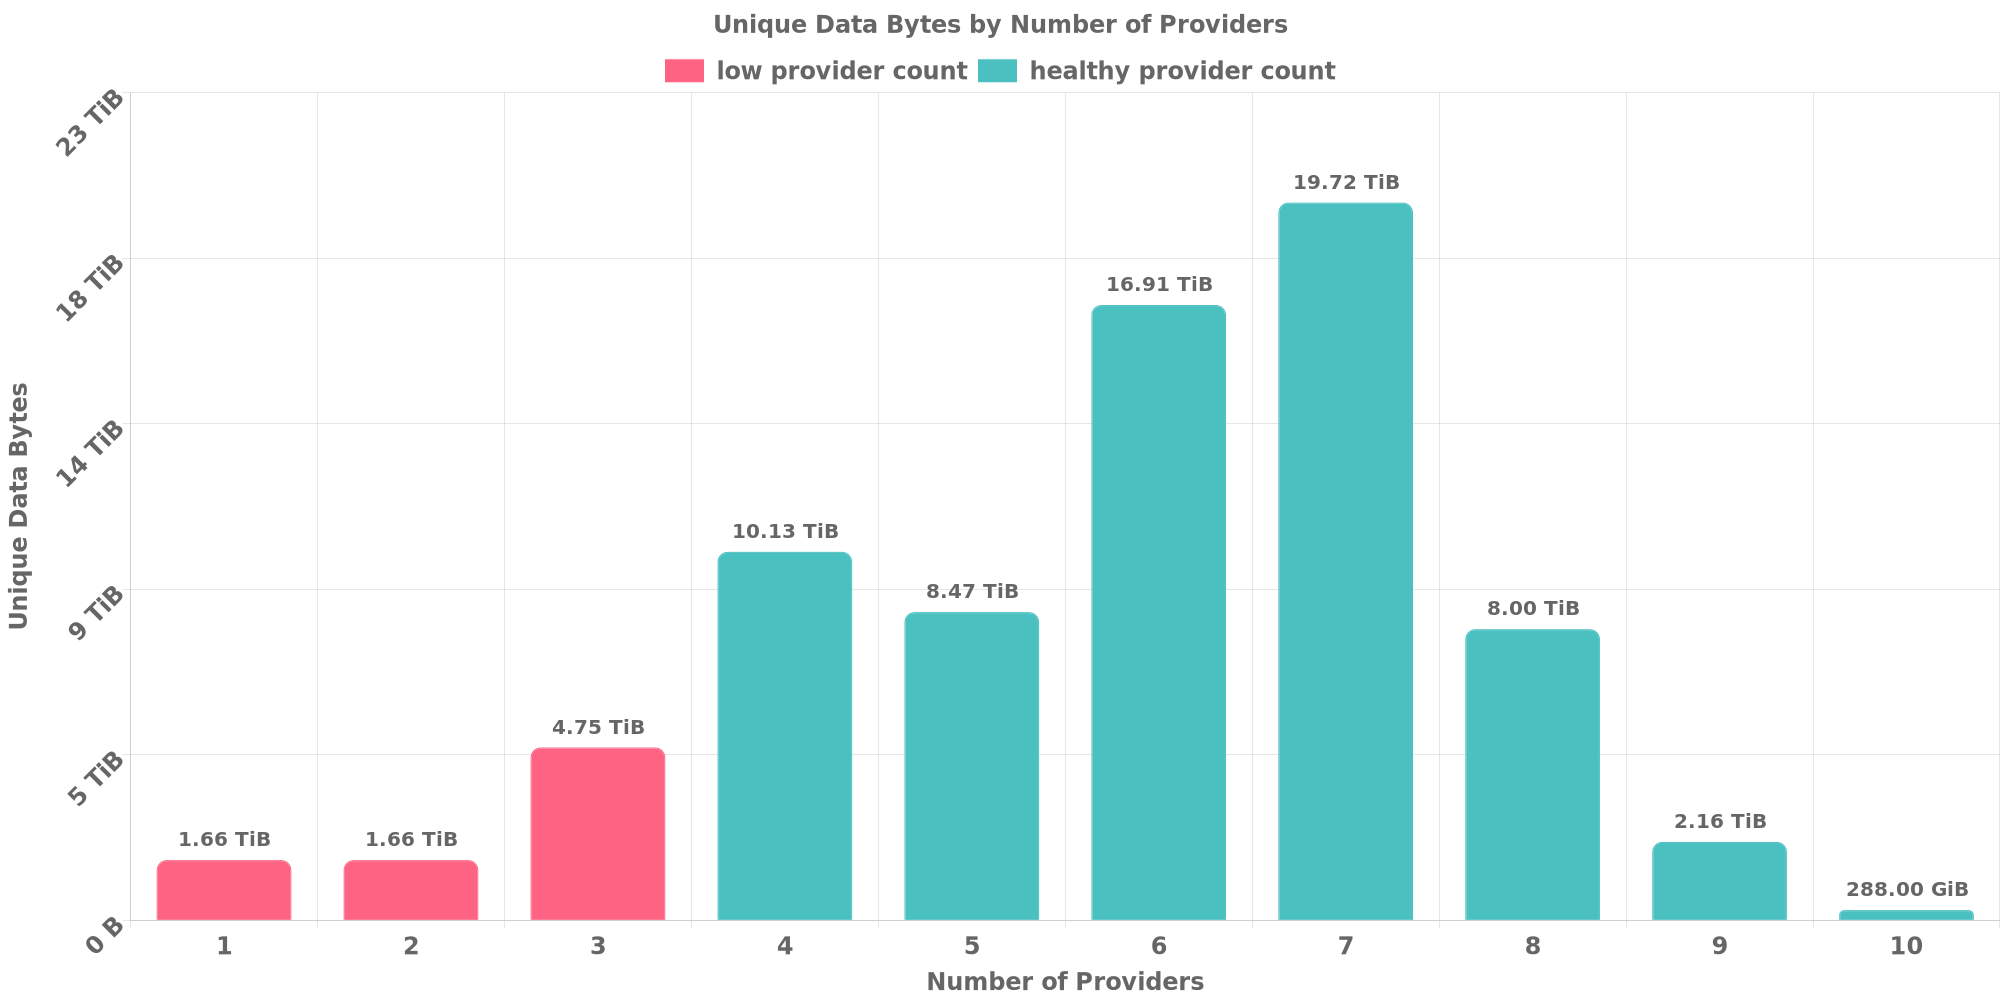 Unique Data Bytes by Number of Providers
low provider count healthy provider count
23 TiB
18 TiB
14 TiB
9 TiB
5 TiB
0 B
Unique Data Bytes
1.66 TiB
1.66 TiB
4.75 TiB
10.13 TiB
8.47 TiB
16.91 TiB
19.72 TiB
8.00 TiB
2.16 TiB
288.00 GiB
1 2 3 4 5 6 7 8 9 10
Number of Providers